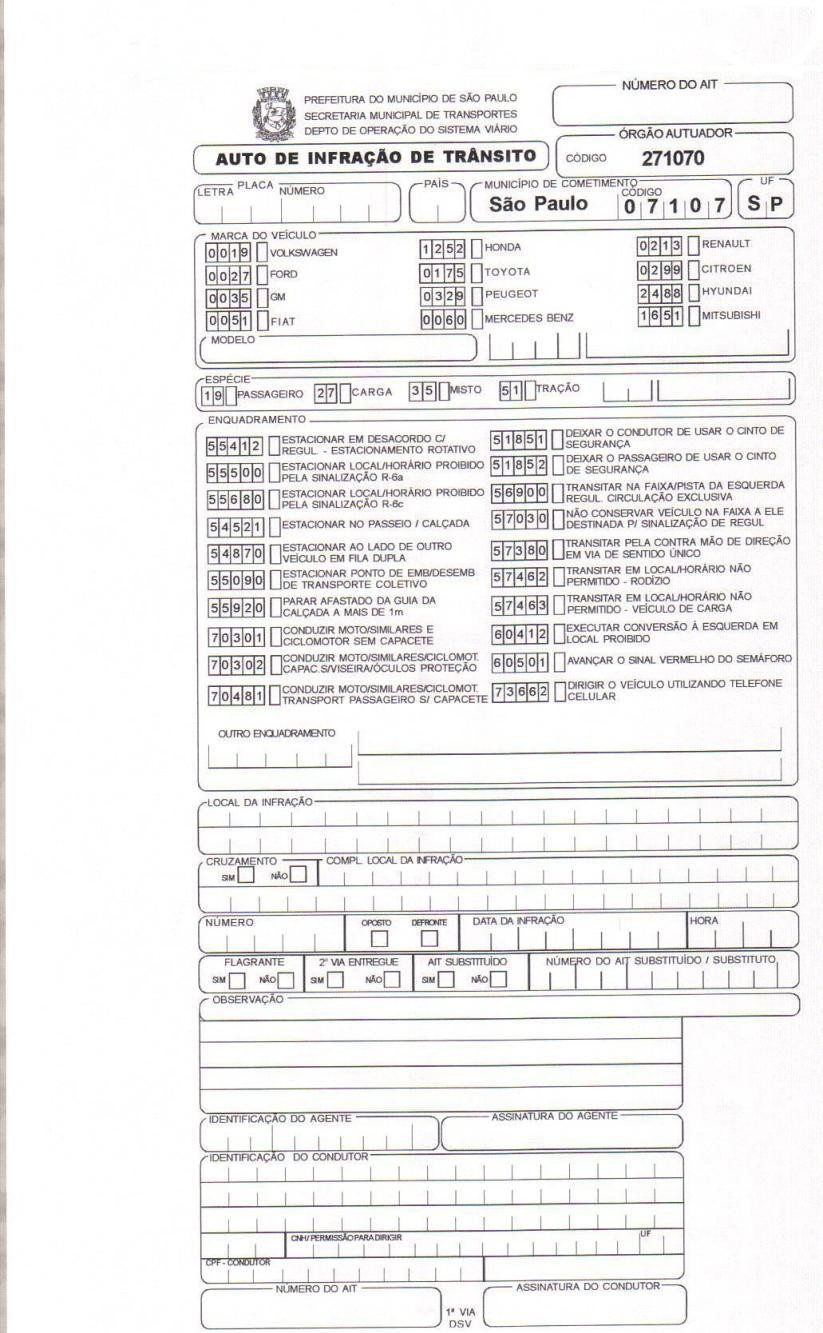 PREFEITURA DO MUNICÍPIO DE SÃO PAULO
SECRETARIA MUNICIPAL DE TRANSPORTES
DEPTO DE OPERAÇÃO DO SISTEMA VIÁRIO
NÚMERO DO AIT
AUTO DE INFRAÇÃO DE TRÂNSITO
ÓRGÃO AUTUADOR
CÓDIGO 271070
PLACA
LETRA NÚMERO
PAÍS
MUNICÍPIO DE COMETIMENTO
São Paulo
CÓDIGO
07107
UF
SP
MARCA DO VEÍCULO
0019 VOLKSWAGEN 1252 HONDA 0213 RENAULT
0027 FORD 0175 TOYOTA 0299 CITROEN
0035 GM 0329 PEUGEOT 2488 HYUNDAI
0051 FIAT 0060 MERCEDES BENZ 1651 MITSUBISHI
MODELO
ESPÉCIE
19 PASSAGEIRO 27 CARGA 35 MISTO 51 TRAÇÃO
ENQUADRAMENTO
55412 ESTACIONAR EM DESACORDO C/
REGUL. - ESTACIONAMENTO ROTATIVO
55500 ESTACIONAR LOCAL/HORÁRIO PROIBIDO
PELA SINALIZAÇÃO R-6a
55680 ESTACIONAR LOCAL/HORÁRIO PROIBIDO
PELA SINALIZAÇÃO R-6c
54521 ESTACIONAR NO PASSEIO / CALÇADA
54870 ESTACIONAR AO LADO DE OUTRO
VEÍCULO EM FILA DUPLA
55090 ESTACIONAR PONTO DE EMB/DESEMB
DE TRANSPORTE COLETIVO
55920 PARAR AFASTADO DA GUIA DA
CALÇADA A MAIS DE 1m
70301 CONDUZIR MOTO/SIMILARES E
CICLOMOTOR SEM CAPACETE
70302 CONDUZIR MOTO/SIMILARES/CICLOMOT.
CAPAC.S/VISEIRA/ÓCULOS PROTEÇÃO
70481 CONDUZIR MOTO/SIMILARES/CICLOMOT.
TRANSPORT PASSAGEIRO S/ CAPACETE
51851 DEIXAR O CONDUTOR DE USAR O CINTO DE
SEGURANÇA
51852 DEIXAR O PASSAGEIRO DE USAR O CINTO
DE SEGURANÇA
56900 TRANSITAR NA FAIXA/PISTA DA ESQUERDA
REGUL. CIRCULAÇÃO EXCLUSIVA
57030 NÃO CONSERVAR VEÍCULO NA FAIXA A ELE
DESTINADA P/ SINALIZAÇÃO DE REGUL
57380 TRANSITAR PELA CONTRA MÃO DE DIREÇÃO
EM VIA DE SENTIDO ÚNICO
57462 TRANSITAR EM LOCAL/HORÁRIO NÃO
PERMITIDO - RODÍZIO
57463 TRANSITAR EM LOCAL/HORÁRIO NÃO
PERMITIDO - VEÍCULO DE CARGA
60412 EXECUTAR CONVERSÃO À ESQUERDA EM
LOCAL PROIBIDO
60501 AVANÇAR O SINAL VERMELHO DO SEMÁFORO
73662 DIRIGIR O VEÍCULO UTILIZANDO TELEFONE
CELULAR
OUTRO ENQUADRAMENTO
LOCAL DA INFRAÇÃO
CRUZAMENTO COMPL. LOCAL DA INFRAÇÃO
SIM NÃO
NÚMERO OPOSTO DEFRONTE DATA DA INFRAÇÃO HORA
FLAGRANTE 2ª VIA ENTREGUE AIT SUBSTITUÍDO NÚMERO DO AIT SUBSTITUÍDO / SUBSTITUTO
SIM NÃO SIM NÃO SIM NÃO
OBSERVAÇÃO
IDENTIFICAÇÃO DO AGENTE ASSINATURA DO AGENTE
IDENTIFICAÇÃO DO CONDUTOR
CNH/PERMISSÃO PARA DIRIGIR UF
CPF - CONDUTOR
NÚMERO DO AIT ASSINATURA DO CONDUTOR
1ª VIA
DSV